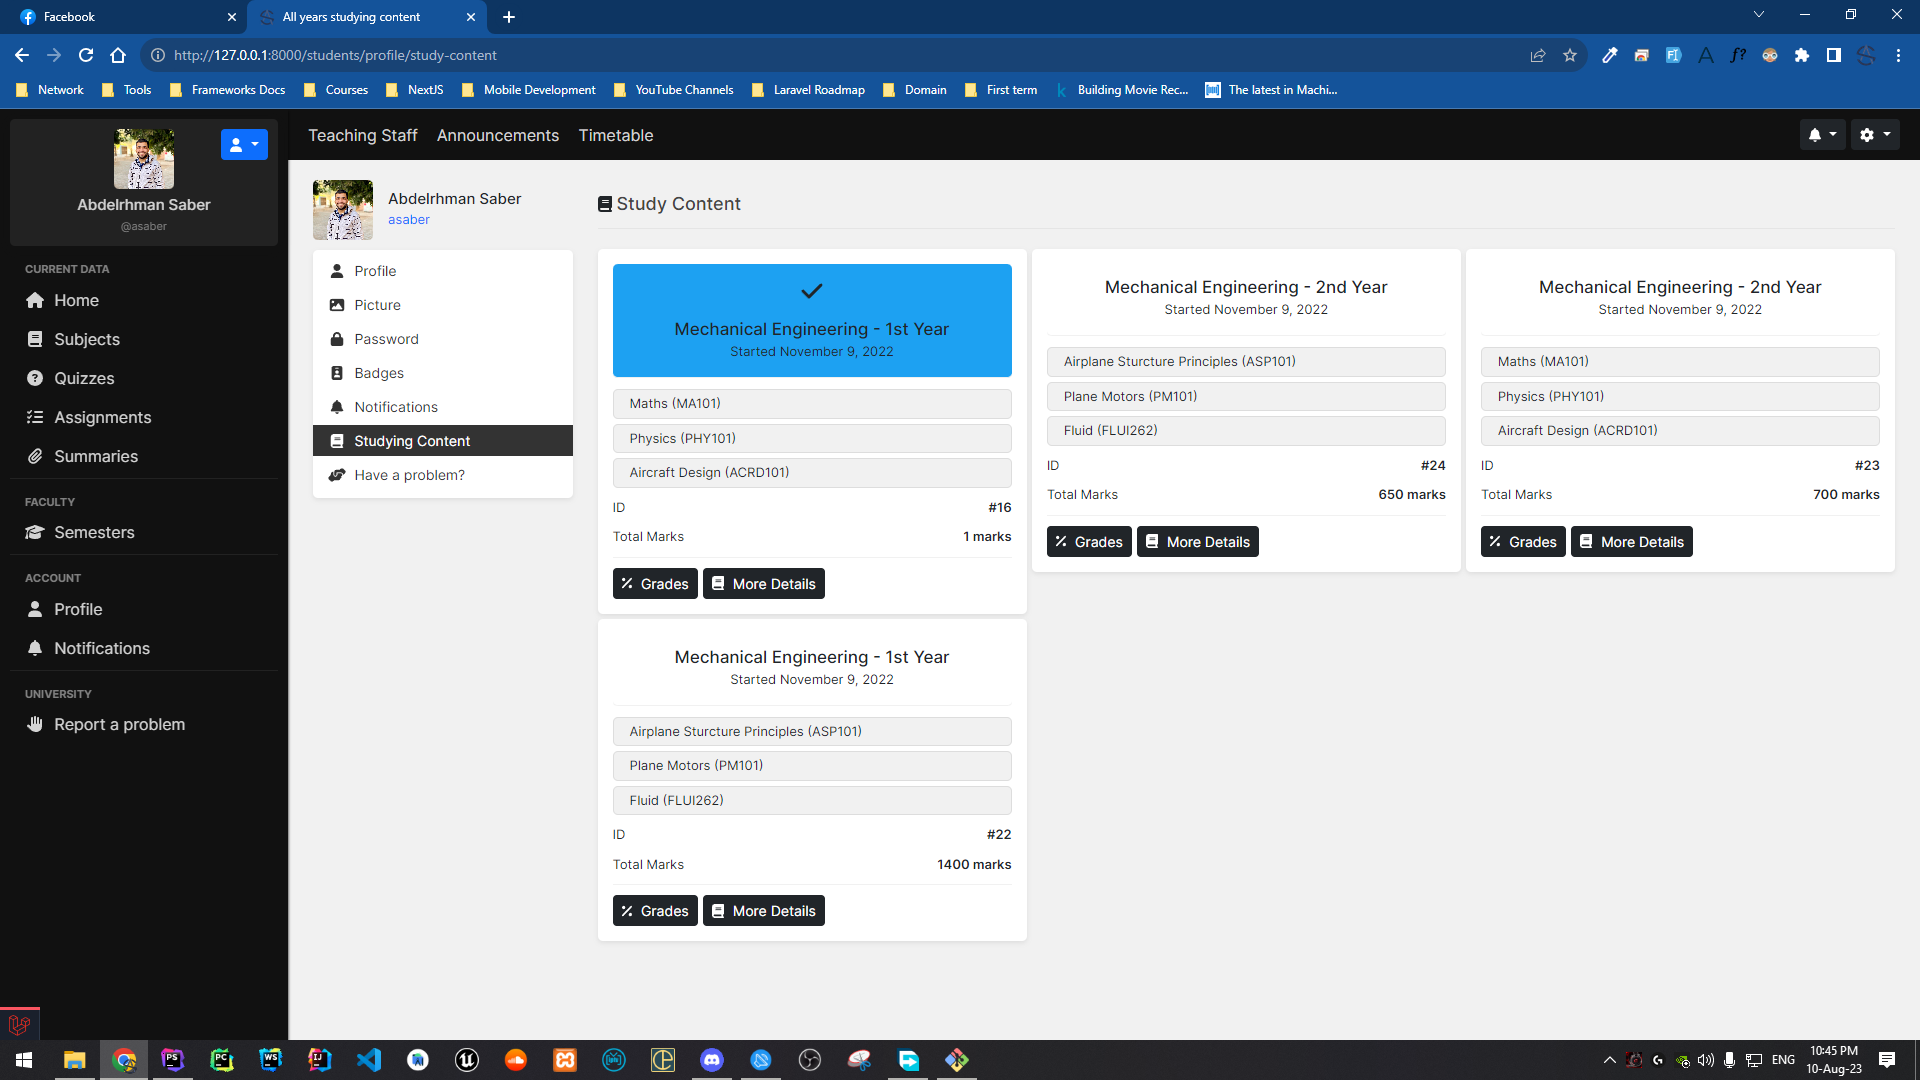 Facebook
All years studying content
http://127.0.0.1:8000/students/profile/study-content
Network
Tools
Frameworks Docs
Courses
NextJS
Mobile Development
YouTube Channels
Laravel Roadmap
Domain
First term
Building Movie Rec...
The latest in Machi...
Abdelrhman Saber
@asaber
CURRENT DATA
Home
Subjects
Quizzes
Assignments
Summaries
FACULTY
Semesters
ACCOUNT
Profile
Notifications
UNIVERSITY
Report a problem
Teaching Staff
Announcements
Timetable
Abdelrhman Saber
asaber
Profile
Picture
Password
Badges
Notifications
Studying Content
Have a problem?
Study Content
Mechanical Engineering - 1st Year
Started November 9, 2022
Maths (MA101)
Physics (PHY101)
Aircraft Design (ACRD101)
ID #16
Total Marks 1 marks
Grades
More Details
Mechanical Engineering - 2nd Year
Started November 9, 2022
Airplane Sturcture Principles (ASP101)
Plane Motors (PM101)
Fluid (FLUI262)
ID #24
Total Marks 650 marks
Grades
More Details
Mechanical Engineering - 2nd Year
Started November 9, 2022
Maths (MA101)
Physics (PHY101)
Aircraft Design (ACRD101)
ID #23
Total Marks 700 marks
Grades
More Details
Mechanical Engineering - 1st Year
Started November 9, 2022
Airplane Sturcture Principles (ASP101)
Plane Motors (PM101)
Fluid (FLUI262)
ID #22
Total Marks 1400 marks
Grades
More Details
PS
PC
WS
IJ
ENG
10:45 PM
10-Aug-23